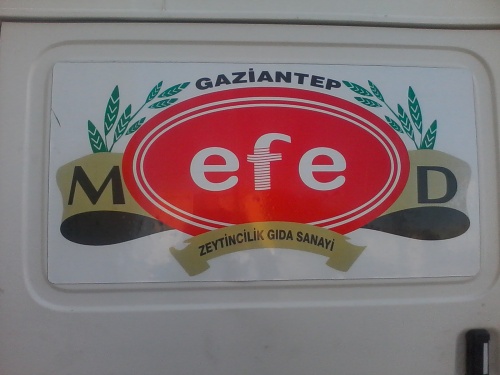 GAZİANTEP
M efe D
ZEYTİNCİLİK GIDA SANAYİ